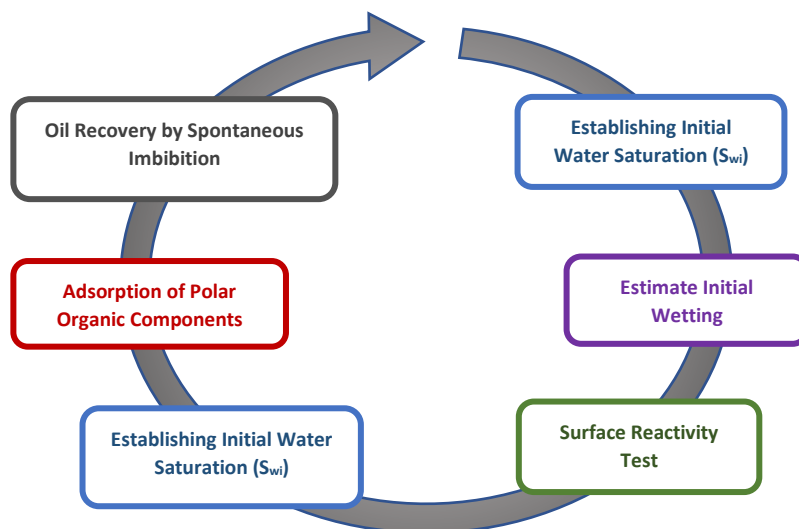 Oil Recovery by Spontaneous
Imbibition
Establishing Initial
Water Saturation (Swi)
Adsorption of Polar
Organic Components
Estimate Initial
Wetting
Establishing Initial Water
Saturation (Swi)
Surface Reactivity
Test